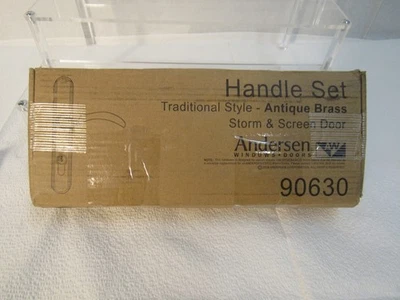 Handle Set
Traditional Style - Antique Brass
Storm & Screen Door
Andersen
WINDOWS • DOORS
90630